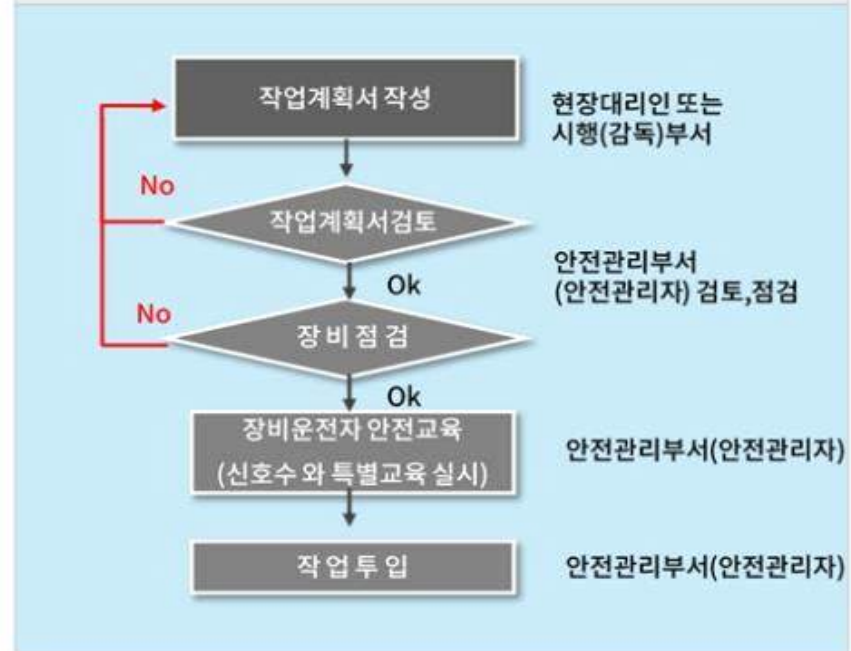 작업계획서 작성
현장대리인 또는
시행(감독)부서
No
작업계획서검토
안전관리부서
(안전관리자) 검토,점검
Ok
No
장 비 점 검
Ok
장비운전자 안전교육
(신호수 와 특별교육 실시)
안전관리부서(안전관리자)
작 업 투 입
안전관리부서(안전관리자)